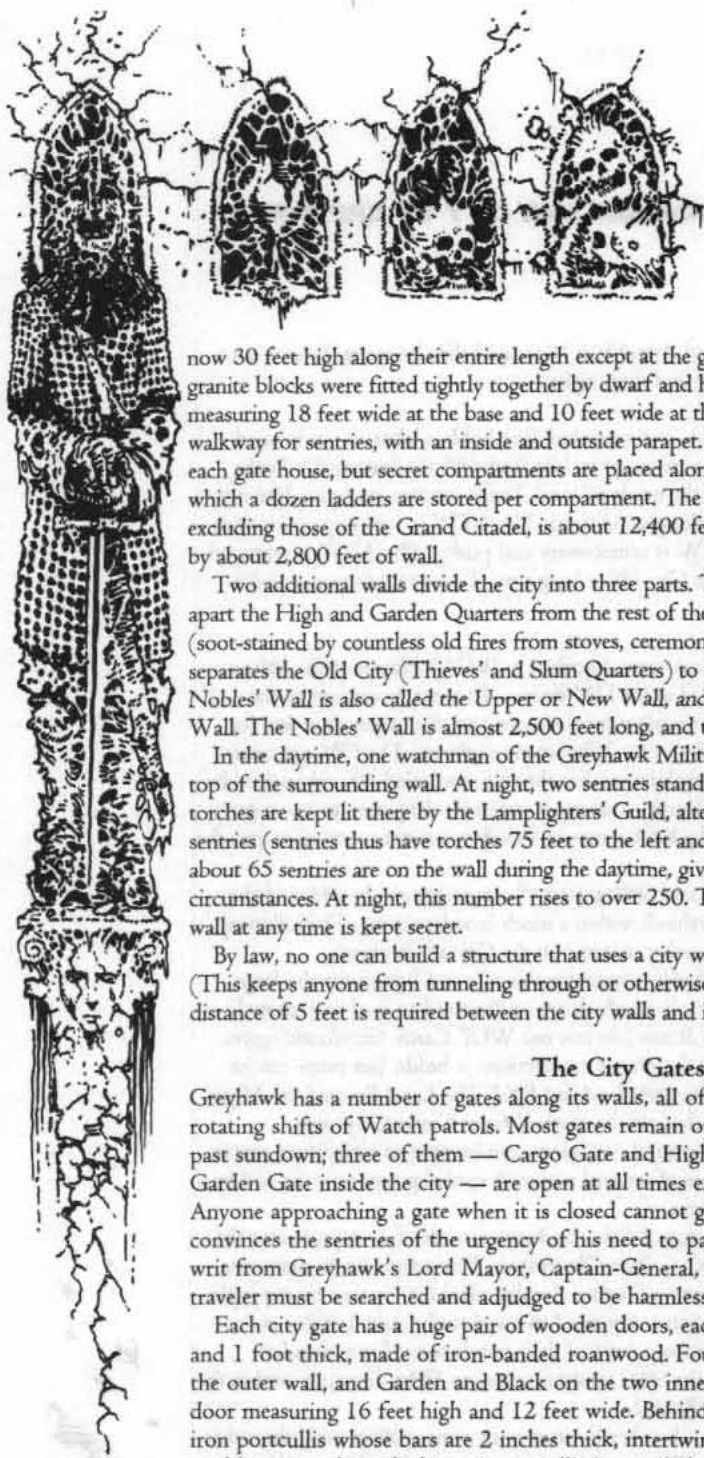 now 30 feet high along their entire length except at the g
granite blocks were fitted tightly together by dwarf and h
measuring 18 feet wide at the base and 10 feet wide at th
walkway for sentries, with an inside and outside parapet.
each gate house, but secret compartments are placed alon
which a dozen ladders are stored per compartment. The
excluding those of the Grand Citadel, is about 12,400 fe
by about 2,800 feet of wall.
Two additional walls divide the city into three parts. T
apart the High and Garden Quarters from the rest of the
(soot-stained by countless old fires from stoves, ceremon
separates the Old City (Thieves' and Slum Quarters) to
Nobles' Wall is also called the Upper or New Wall, and
Wall. The Nobles' Wall is almost 2,500 feet long, and t
In the daytime, one watchman of the Greyhawk Milit
top of the surrounding wall. At night, two sentries stand
torches are kept lit there by the Lamplighters' Guild, alte
sentries (sentries thus have torches 75 feet to the left and
about 65 sentries are on the wall during the daytime, giv
circumstances. At night, this number rises to over 250. T
wall at any time is kept secret.
By law, no one can build a structure that uses a city w
(This keeps anyone from tunneling through or otherwise
distance of 5 feet is required between the city walls and i
The City Gates
Greyhawk has a number of gates along its walls, all of
rotating shifts of Watch patrols. Most gates remain o
past sundown; three of them — Cargo Gate and High
Garden Gate inside the city — are open at all times e
Anyone approaching a gate when it is closed cannot g
convinces the sentries of the urgency of his need to pa
writ from Greyhawk's Lord Mayor, Captain-General,
traveler must be searched and adjudged to be harmless
Each city gate has a huge pair of wooden doors, eac
and 1 foot thick, made of iron-banded roanwood. Fou
the outer wall, and Garden and Black on the two inne
door measuring 16 feet high and 12 feet wide. Behind
iron portcullis whose bars are 2 inches thick, intertwin